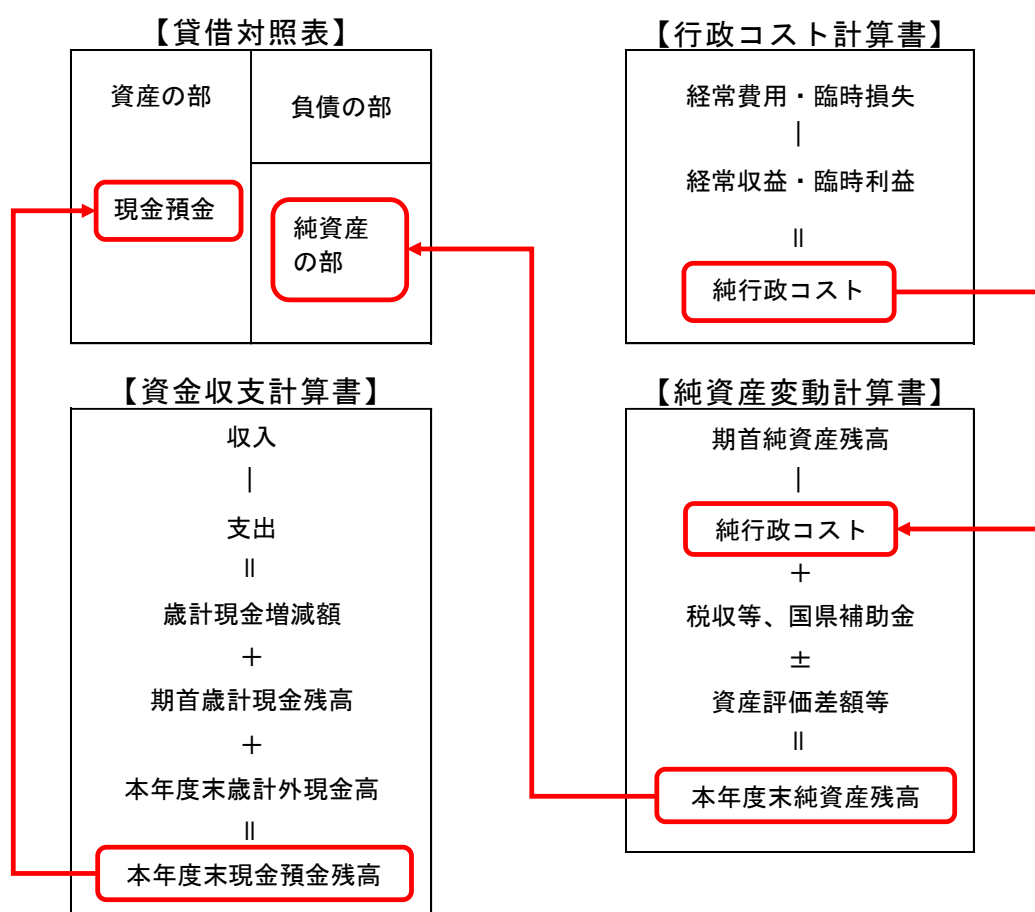 【貸借対照表】
資産の部
負債の部
現金預金
純資産
の部
【行政コスト計算書】
経常費用・臨時損失
｜
経常収益・臨時利益
＝
純行政コスト
【資金収支計算書】
収入
｜
支出
＝
歳計現金増減額
＋
期首歳計現金残高
＋
本年度末歳計外現金高
＝
本年度末現金預金残高
【純資産変動計算書】
期首純資産残高
｜
純行政コスト
＋
税収等、国県補助金
±
資産評価差額等
＝
本年度末純資産残高